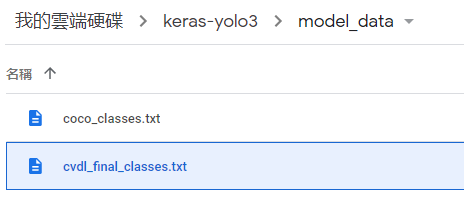 我的雲端硬碟 > keras-yolo3 > model_data
名稱 ↑
coco_classes.txt
cvdl_final_classes.txt